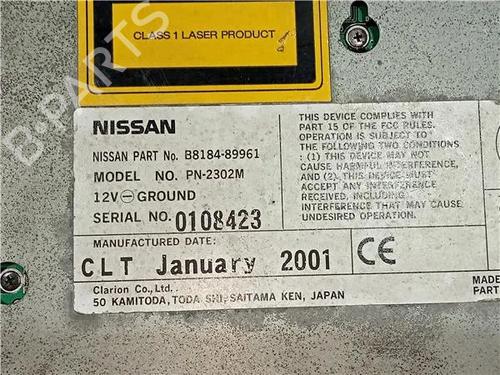 CLASS 1 LASER PRODUCT
B-PARTS
NISSAN
NISSAN PART No. B8184-89961
MODEL NO. PN-2302M
12V ⊖ GROUND
SERIAL NO. 0108423
MANUFACTURED DATE:
CLT January 2001
Clarion Co., Ltd.
50 KAMITODA, TODA SHI, SAITAMA KEN, JAPAN
THIS DEVICE COMPLIES WITH
PART 15 OF THE FCC RULES.
OPERATION IS SUBJECT TO
THE FOLLOWING TWO CONDITIONS
: (1) THIS DEVICE MAY NOT
CAUSE HARMFUL INTERFERENCE,
AND (2) THIS DEVICE MUST
ACCEPT ANY INTERFERENCE
RECEIVED, INCLUDING
INTERFERENCE THAT MAY CAUSE
UNDESIRED OPERATION.
CE